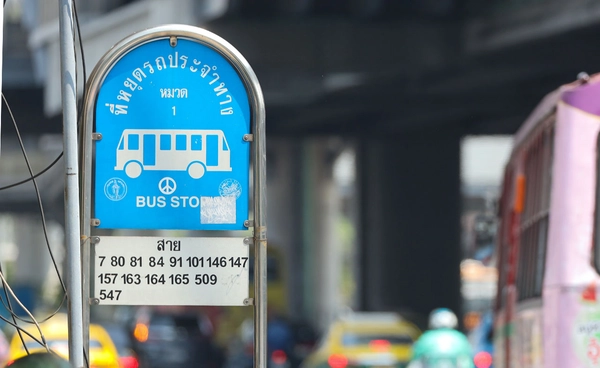 ที่หยุดรถประจำทาง
หมวด
1
BUS STOP
สาย
7 80 81 84 91 101 146 147
157 163 164 165 509
547